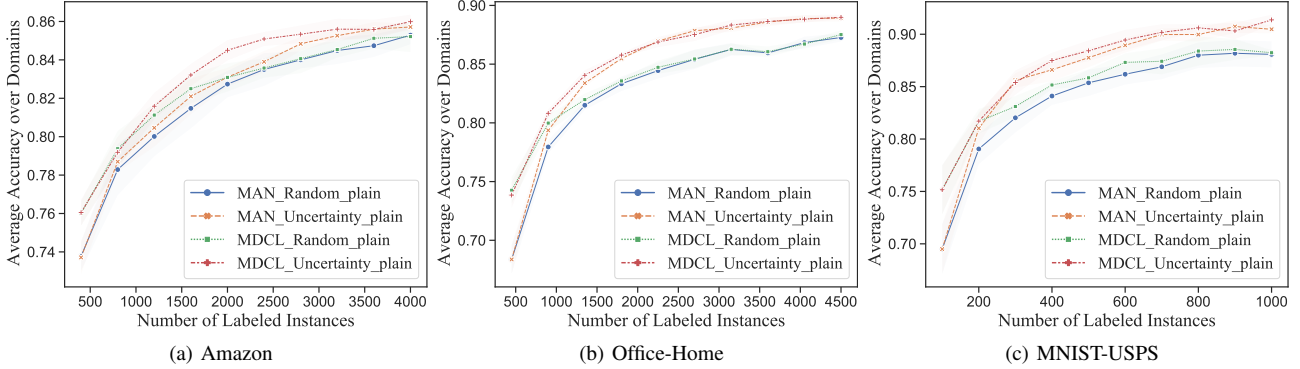 Average Accuracy over Domains
0.86
0.84
0.82
0.80
0.78
0.76
0.74
MAN_Random_plain
MAN_Uncertainty_plain
MDCL_Random_plain
MDCL_Uncertainty_plain
500 1000 1500 2000 2500 3000 3500 4000
Number of Labeled Instances
(a) Amazon
Average Accuracy over Domains
0.90
0.85
0.80
0.75
0.70
MAN_Random_plain
MAN_Uncertainty_plain
MDCL_Random_plain
MDCL_Uncertainty_plain
500 1000 1500 2000 2500 3000 3500 4000 4500
Number of Labeled Instances
(b) Office-Home
Average Accuracy over Domains
0.90
0.85
0.80
0.75
0.70
MAN_Random_plain
MAN_Uncertainty_plain
MDCL_Random_plain
MDCL_Uncertainty_plain
200 400 600 800 1000
Number of Labeled Instances
(c) MNIST-USPS